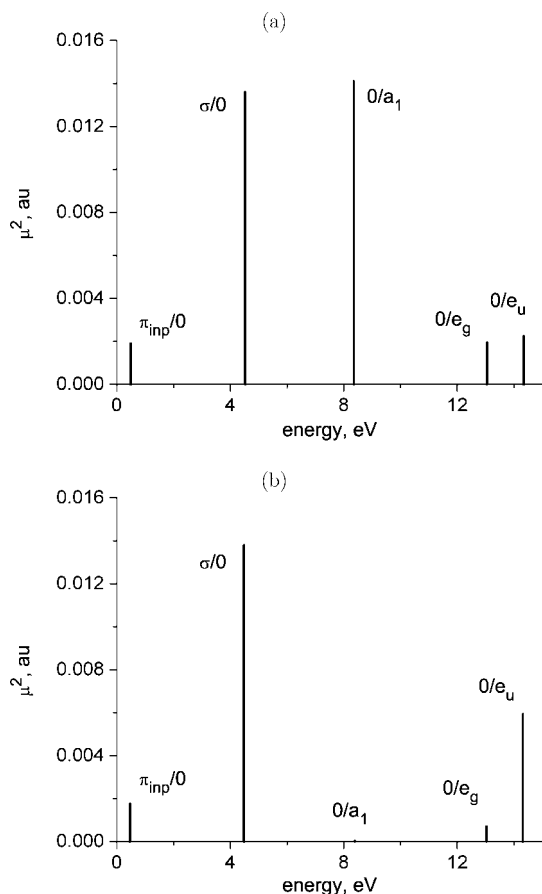 (a)
0.016
σ/0
0/a₁
0.012
μ², au
0.008
0.004
π_inp/0
0/e_g
0/e_u
0.000
0 4 8 12
energy, eV
(b)
0.016
σ/0
0.012
μ², au
0.008
0/e_u
0.004
π_inp/0
0/a₁
0/e_g
0.000
0 4 8 12
energy, eV